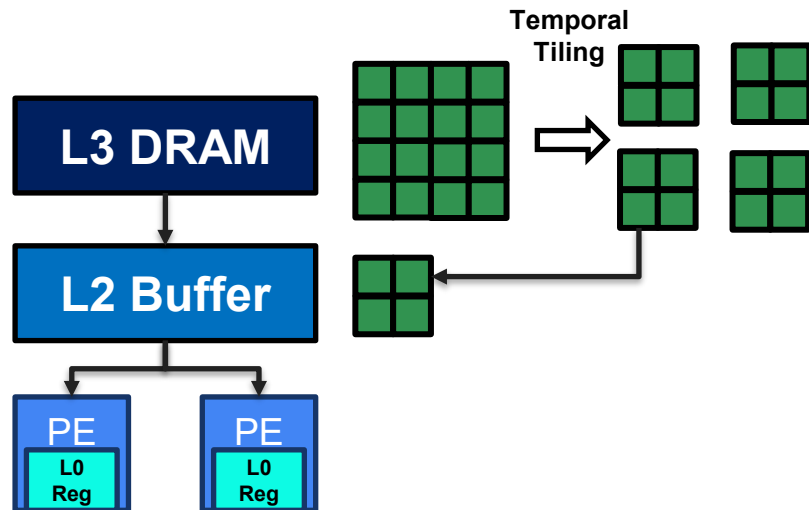 Temporal
Tiling
L3 DRAM
L2 Buffer
PE
L0
Reg
PE
L0
Reg